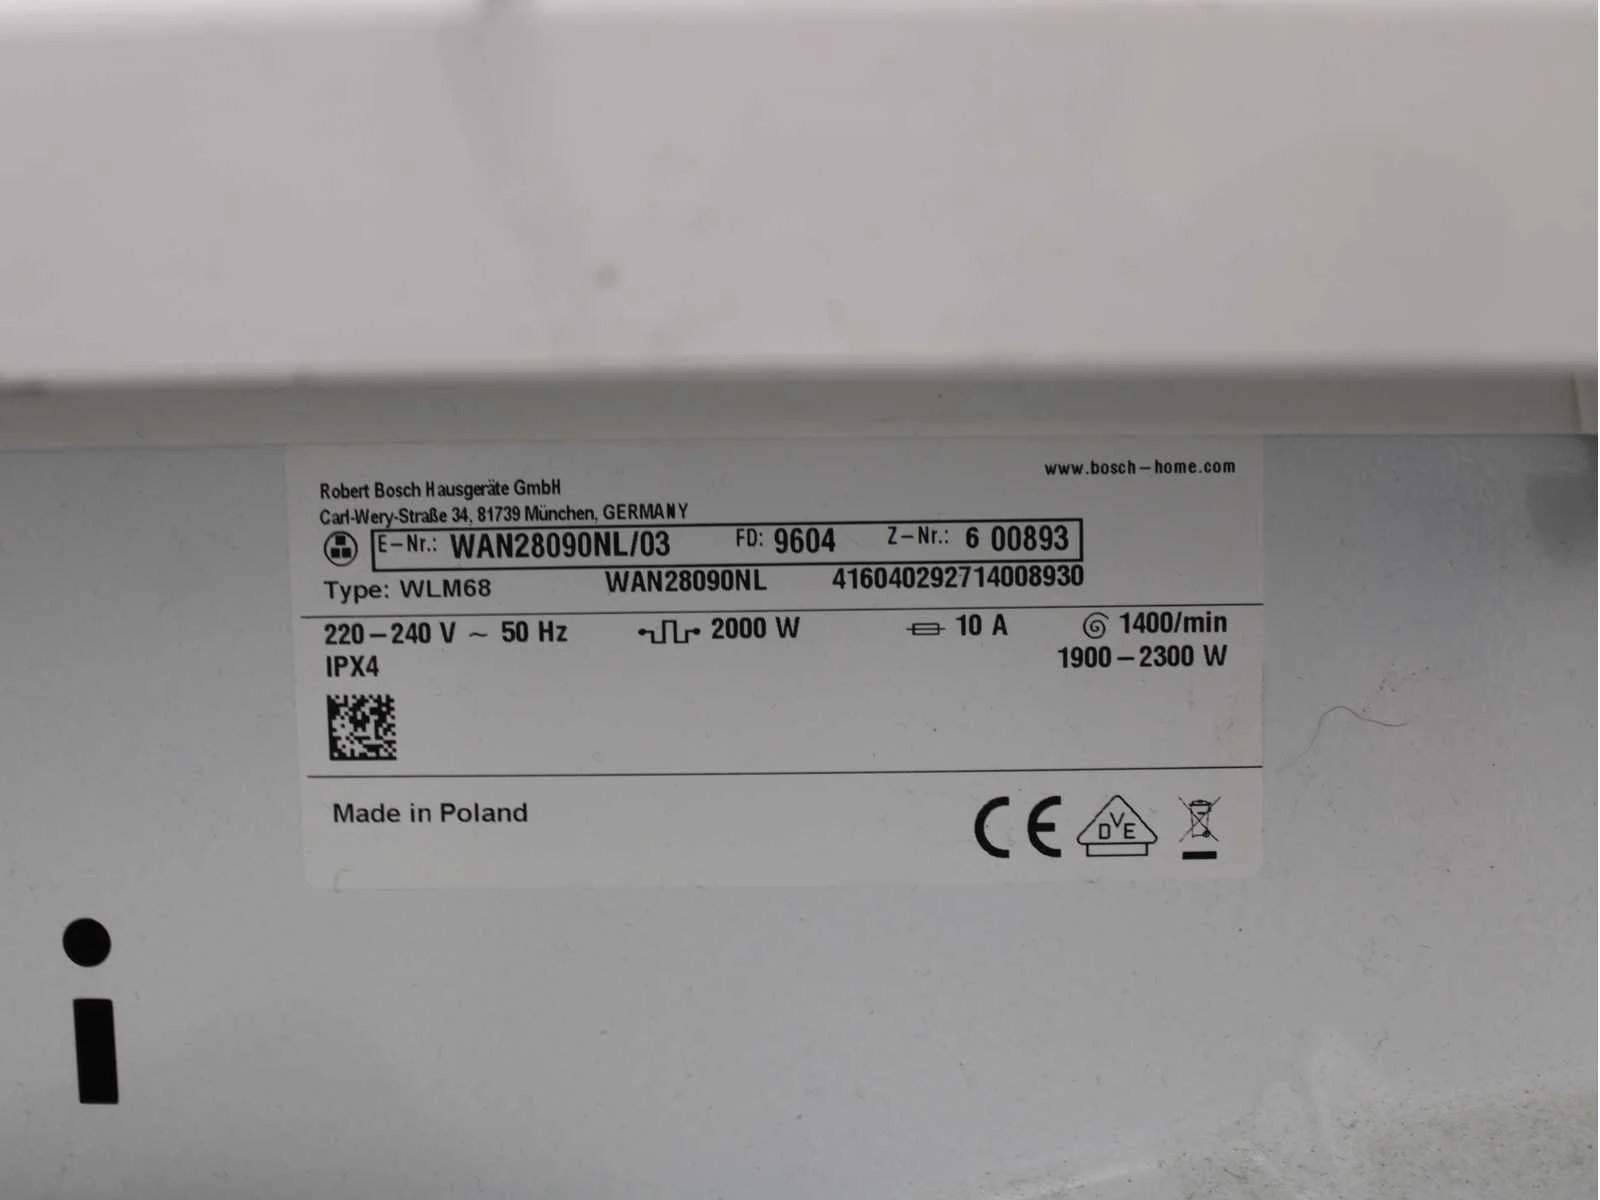 www.bosch-home.com
Robert Bosch Hausgeräte GmbH
Carl-Wery-Straße 34, 81739 München, GERMANY
E-Nr.: WAN28090NL/03 FD: 9604 Z-Nr.: 6 00893
Type: WLM68 WAN28090NL 416040292714008930
220-240 V ~ 50 Hz 2000 W 10 A 1400/min
IPX4 1900-2300 W
Made in Poland CE DVE
i